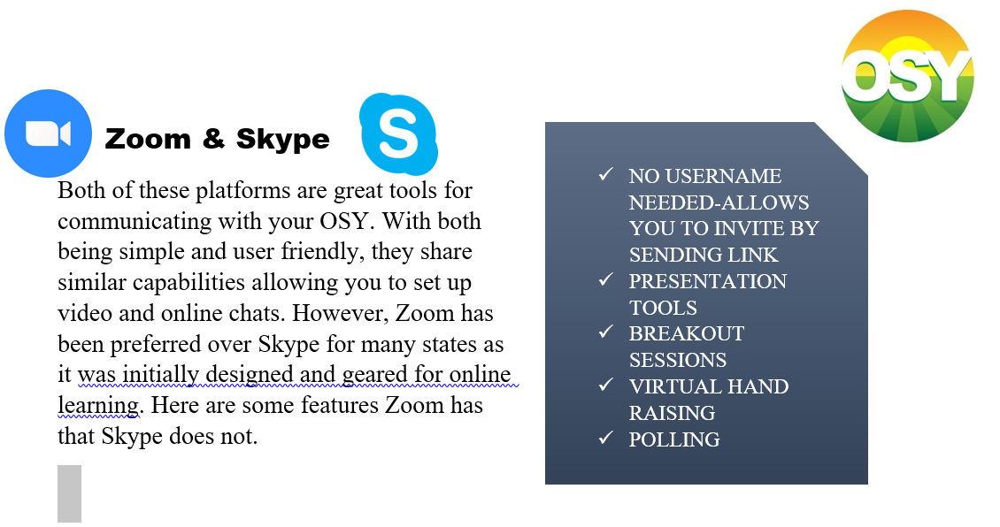 OSY
Zoom & Skype
S
Both of these platforms are great tools for
communicating with your OSY. With both
being simple and user friendly, they share
similar capabilities allowing you to set up
video and online chats. However, Zoom has
been preferred over Skype for many states as
it was initially designed and geared for online
learning. Here are some features Zoom has
that Skype does not.
✓ NO USERNAME
NEEDED-ALLOWS
YOU TO INVITE BY
SENDING LINK
✓ PRESENTATION
TOOLS
✓ BREAKOUT
SESSIONS
✓ VIRTUAL HAND
RAISING
✓ POLLING